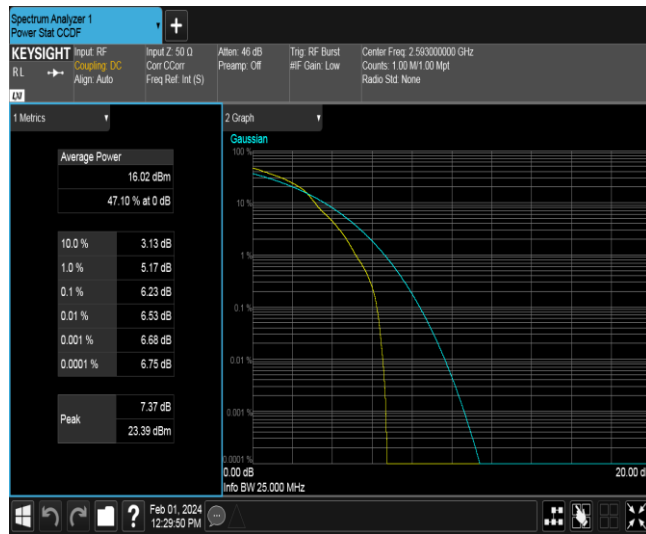 Spectrum Analyzer 1
Power Stat CCDF
+
KEYSIGHT
RL
LXI
Input: RF
Coupling: DC
Align: Auto
Input Z: 50 Ω
Corr CCorr
Freq Ref: Int (S)
Atten: 46 dB
Preamp: Off
Trig: RF Burst
#IF Gain: Low
Center Freq: 2.593000000 GHz
Counts: 1.00 M/1.00 Mpt
Radio Std: None
1 Metrics
Average Power
16.02 dBm
47.10 % at 0 dB
10.0 % 3.13 dB
1.0 % 5.17 dB
0.1 % 6.23 dB
0.01 % 6.53 dB
0.001 % 6.68 dB
0.0001 % 6.75 dB
Peak
7.37 dB
23.39 dBm
2 Graph
Gaussian
100 %
10 %
1 %
0.1 %
0.01 %
0.001 %
0.0001 %
0.00 dB
20.00 d
Info BW 25.000 MHz
?
Feb 01, 2024
12:29:50 PM